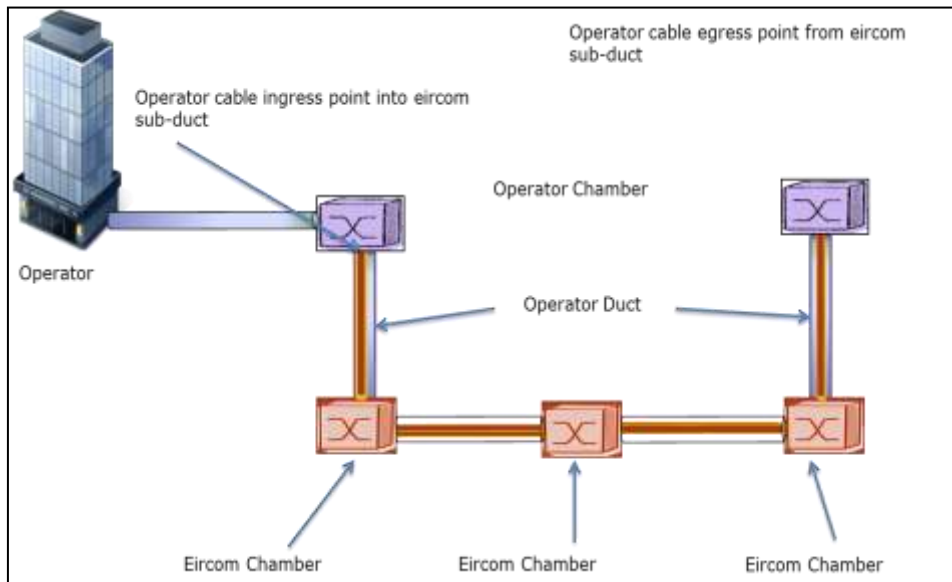 Operator cable egress point from eircom
sub-duct
Operator cable ingress point into eircom
sub-duct
Operator Chamber
Operator
Operator Duct
Eircom Chamber
Eircom Chamber
Eircom Chamber